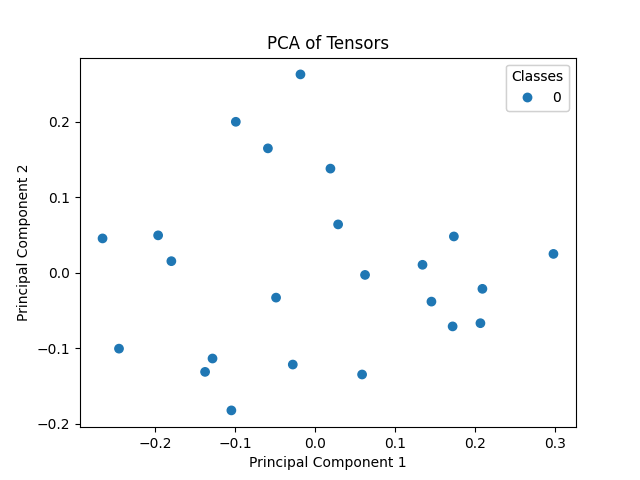 PCA of Tensors
Classes
0
Principal Component 2
0.2
0.1
0.0
−0.1
−0.2
−0.2 −0.1 0.0 0.1 0.2 0.3
Principal Component 1